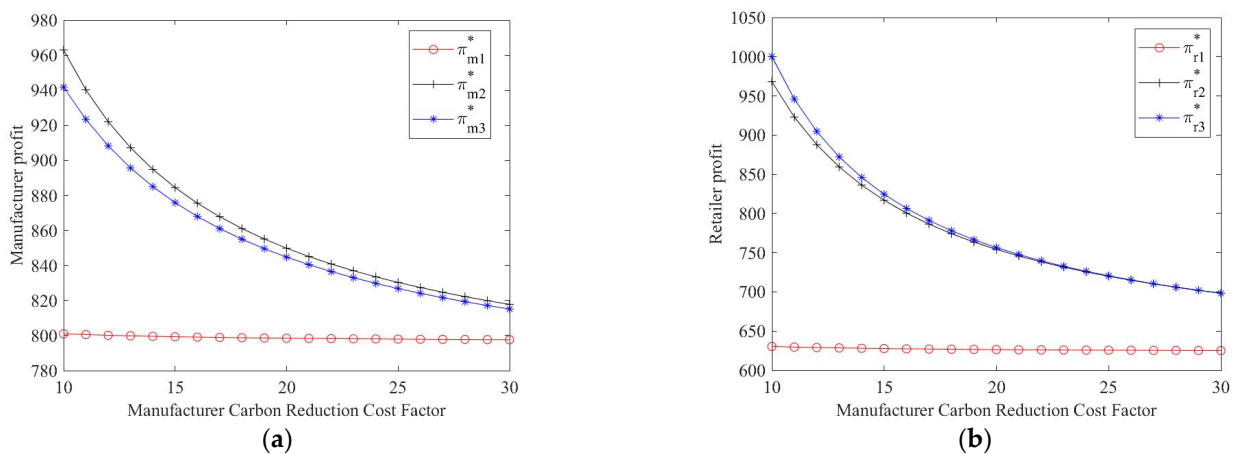 980
960
940
920
900
880
860
840
820
800
780
Manufacturer profit
10 15 20 25 30
Manufacturer Carbon Reduction Cost Factor
π*m1
π*m2
π*m3
(a)
1050
1000
950
900
850
800
750
700
650
600
Retailer profit
10 15 20 25 30
Manufacturer Carbon Reduction Cost Factor
π*r1
π*r2
π*r3
(b)